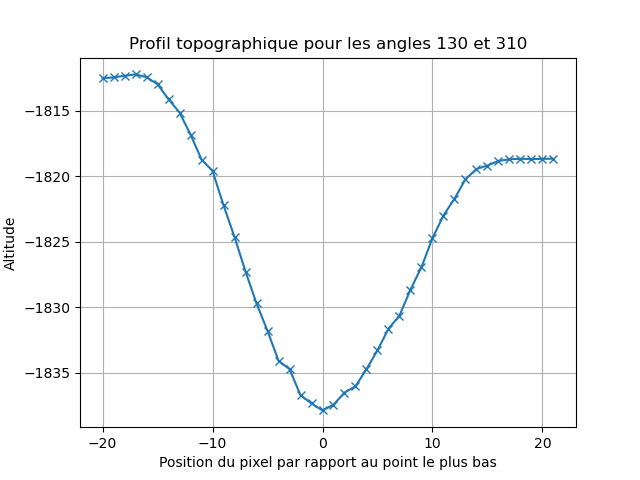 Profil topographique pour les angles 130 et 310
Altitude
−1815
−1820
−1825
−1830
−1835
−20 −10 0 10 20
Position du pixel par rapport au point le plus bas